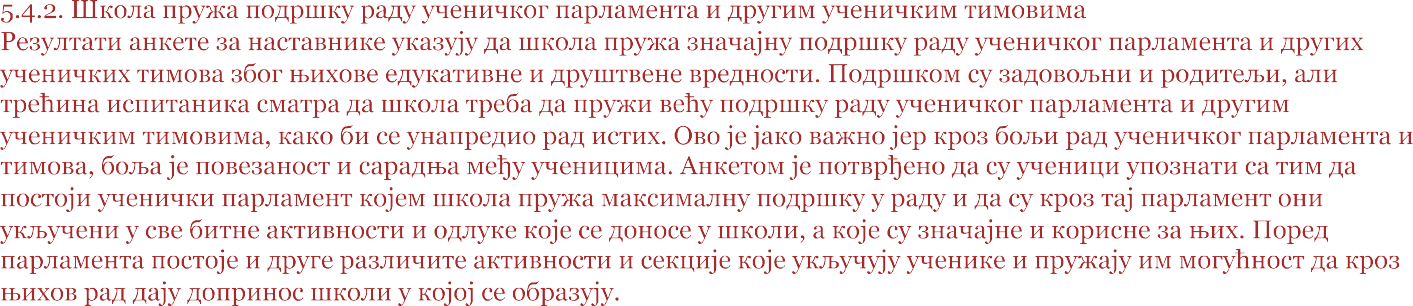 5.4.2. Школа пружа подршку раду ученичког парламента и другим ученичким тимовима
Резултати анкете за наставнике указују да школа пружа значајну подршку раду ученичког парламента и других
ученичких тимова због њихове едукативне и друштвене вредности. Подршком су задовољни и родитељи, али
трећина испитаника сматра да школа треба да пружи већу подршку раду ученичког парламента и другим
ученичким тимовима, како би се унапредио рад истих. Ово је јако важно јер кроз бољи рад ученичког парламента и
тимова, боља је повезаност и сарадња међу ученицима. Анкетом је потврђено да су ученици упознати са тим да
постоји ученички парламент којем школа пружа максималну подршку у раду и да су кроз тај парламент они
укључени у све битне активности и одлуке које се доносе у школи, а које су значајне и корисне за њих. Поред
парламента постоје и друге различите активности и секције које укључују ученике и пружају им могућност да кроз
њихов рад дају допринос школи у којој се образују.